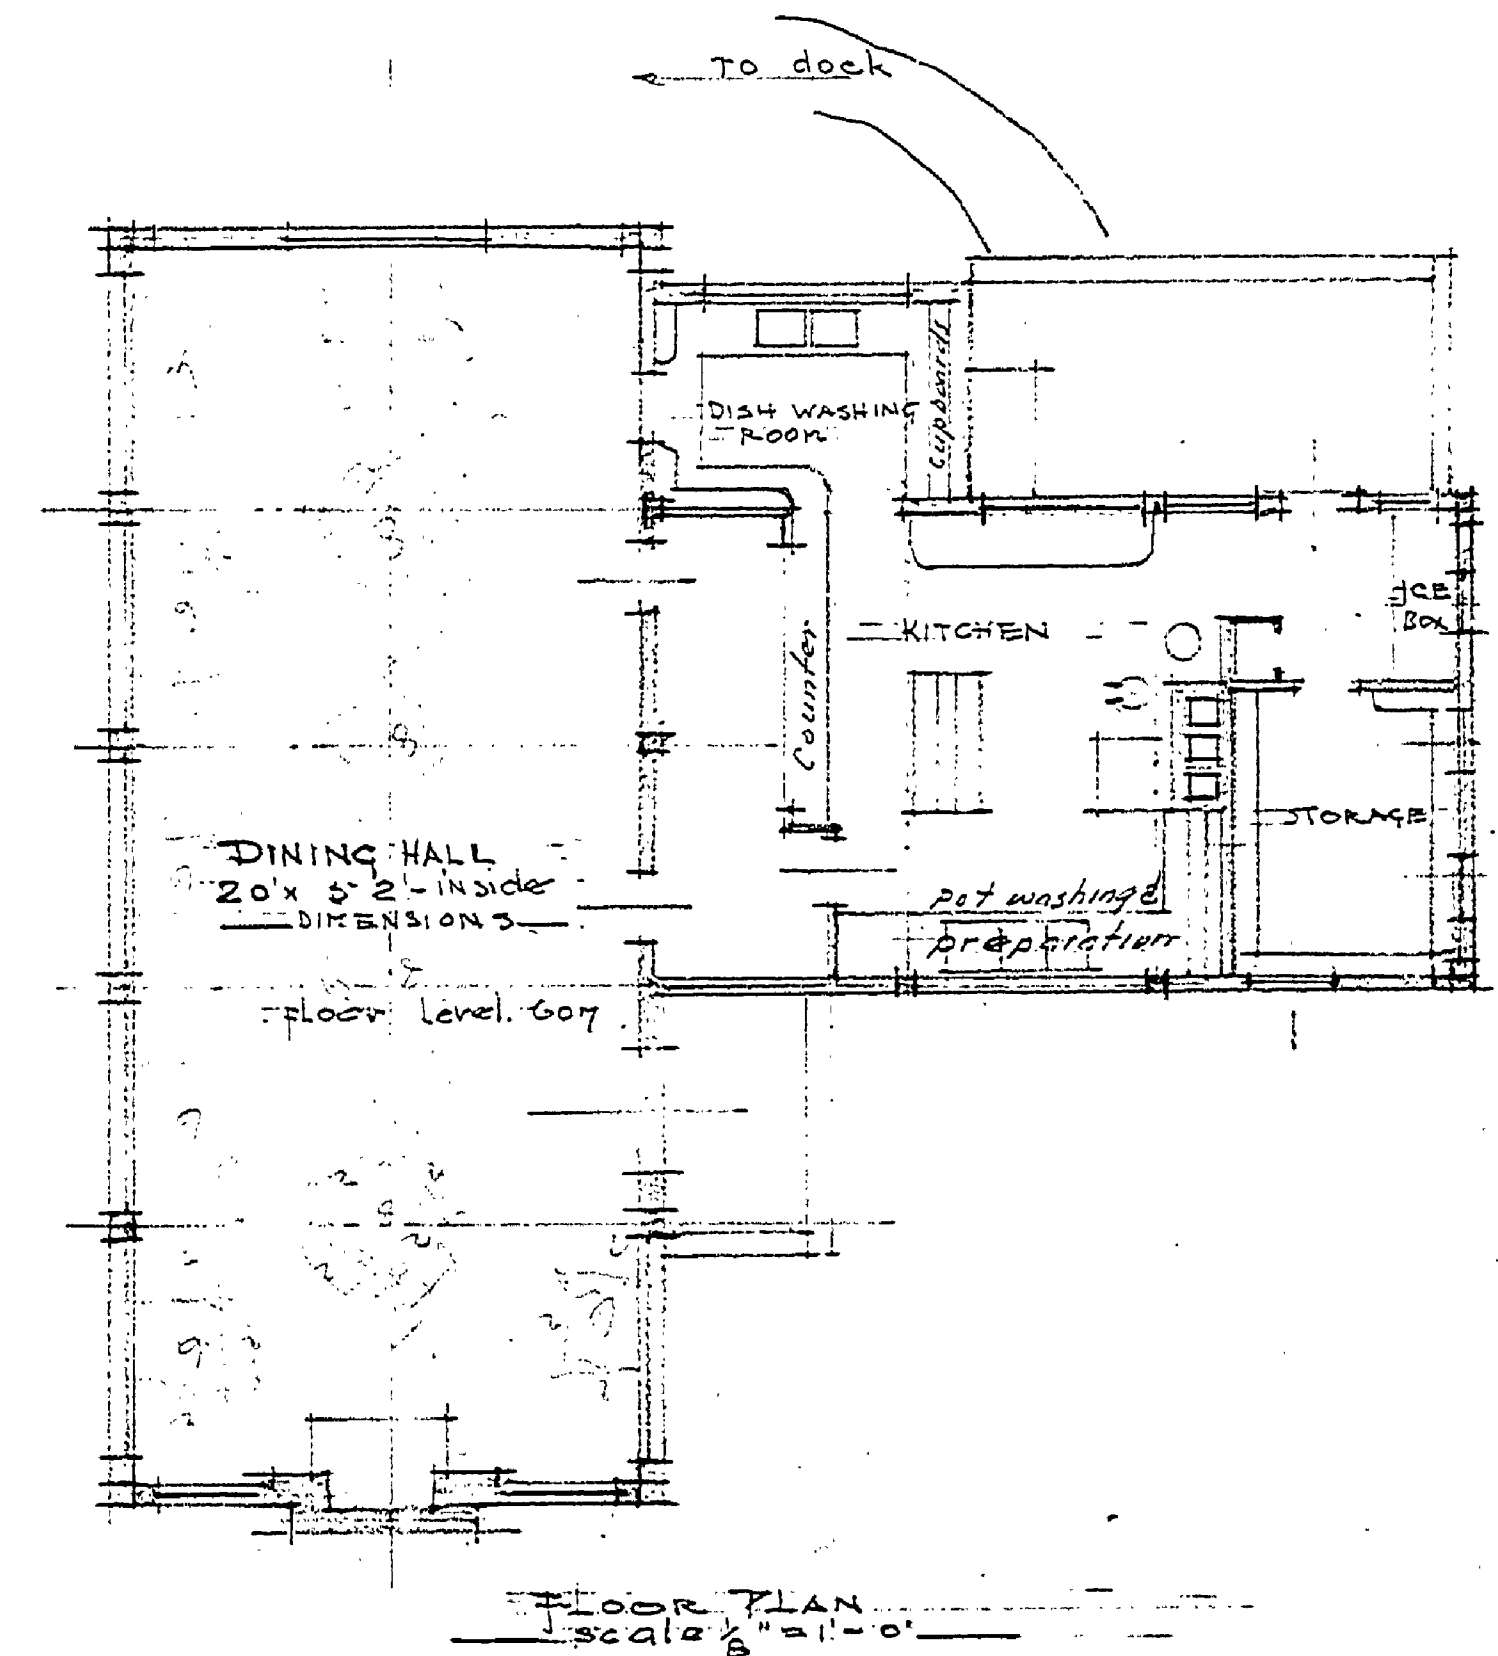 To dock
DISH WASHING
ROOM
cupboards
ICE
BOX
KITCHEN
Counter
STORAGE
DINING HALL
20' x 52' - inside
DIMENSIONS
pot washing &
preparation
Floor Level. 607
FLOOR PLAN
scale 1/8" = 1'-0"